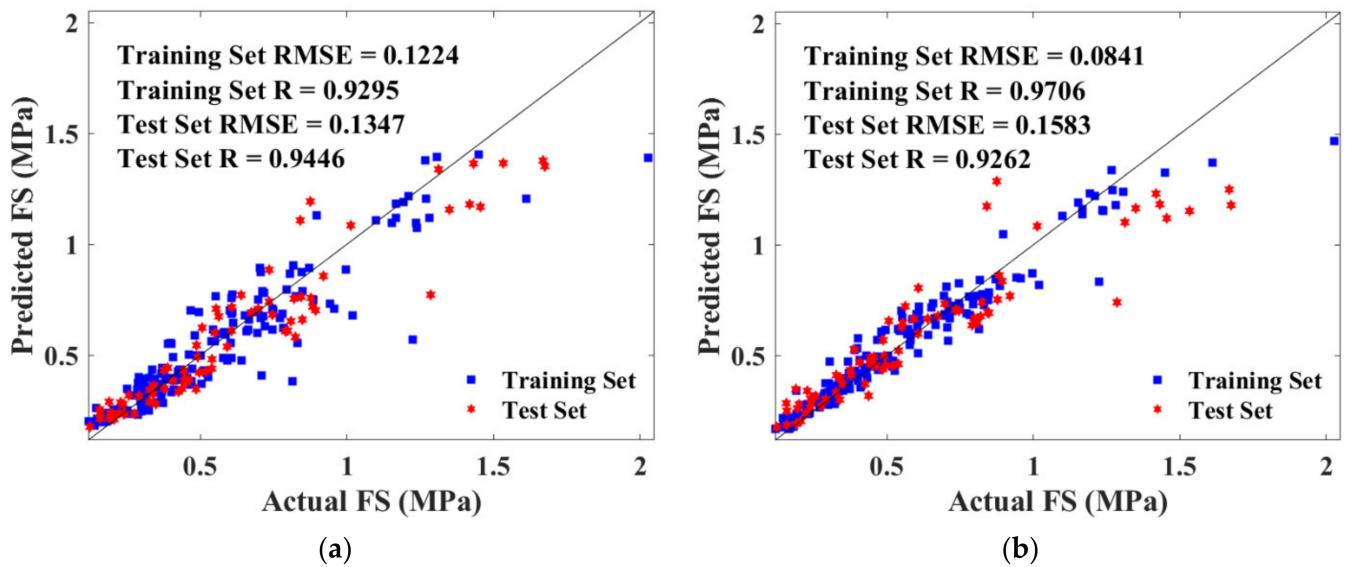 Training Set RMSE = 0.1224
Training Set R = 0.9295
Test Set RMSE = 0.1347
Test Set R = 0.9446
Predicted FS (MPa)
2
1.5
1
0.5
Training Set
Test Set
0.5 1 1.5 2
Actual FS (MPa)
(a)
Training Set RMSE = 0.0841
Training Set R = 0.9706
Test Set RMSE = 0.1583
Test Set R = 0.9262
Predicted FS (MPa)
2
1.5
1
0.5
Training Set
Test Set
0.5 1 1.5 2
Actual FS (MPa)
(b)